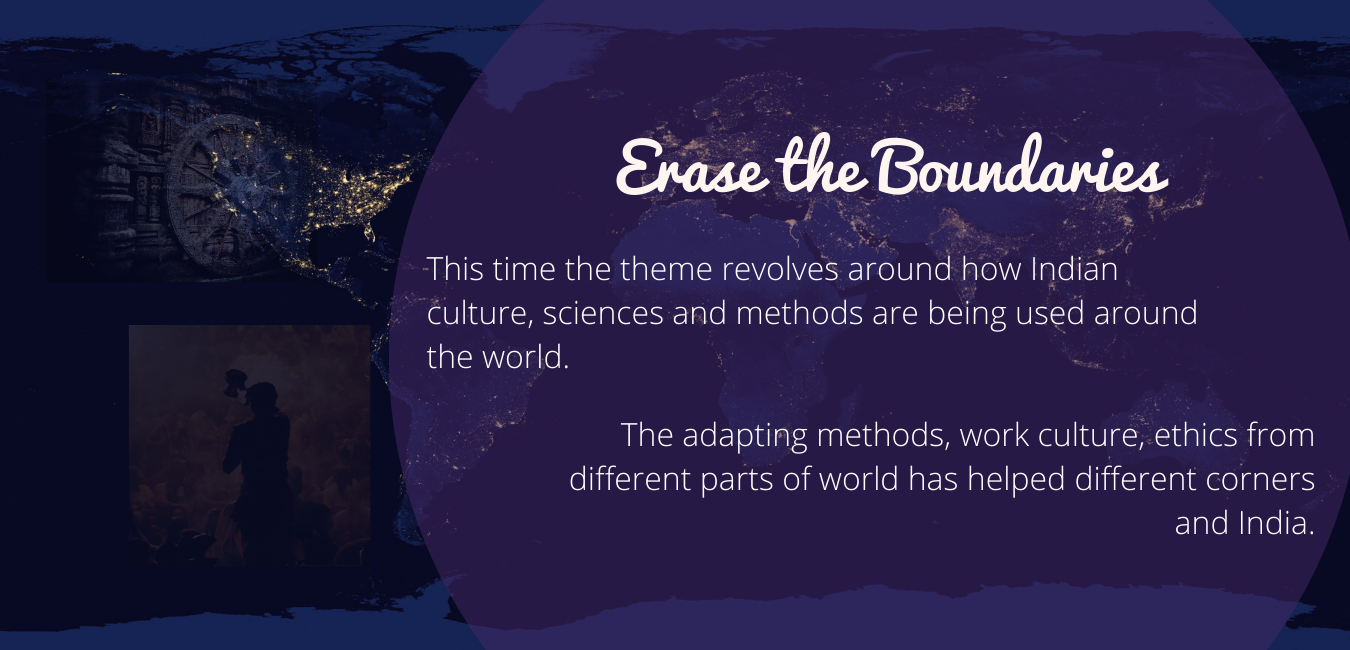 Erase the Boundaries
This time the theme revolves around how Indian
culture, sciences and methods are being used around
the world.
The adapting methods, work culture, ethics from
different parts of world has helped different corners
and India.